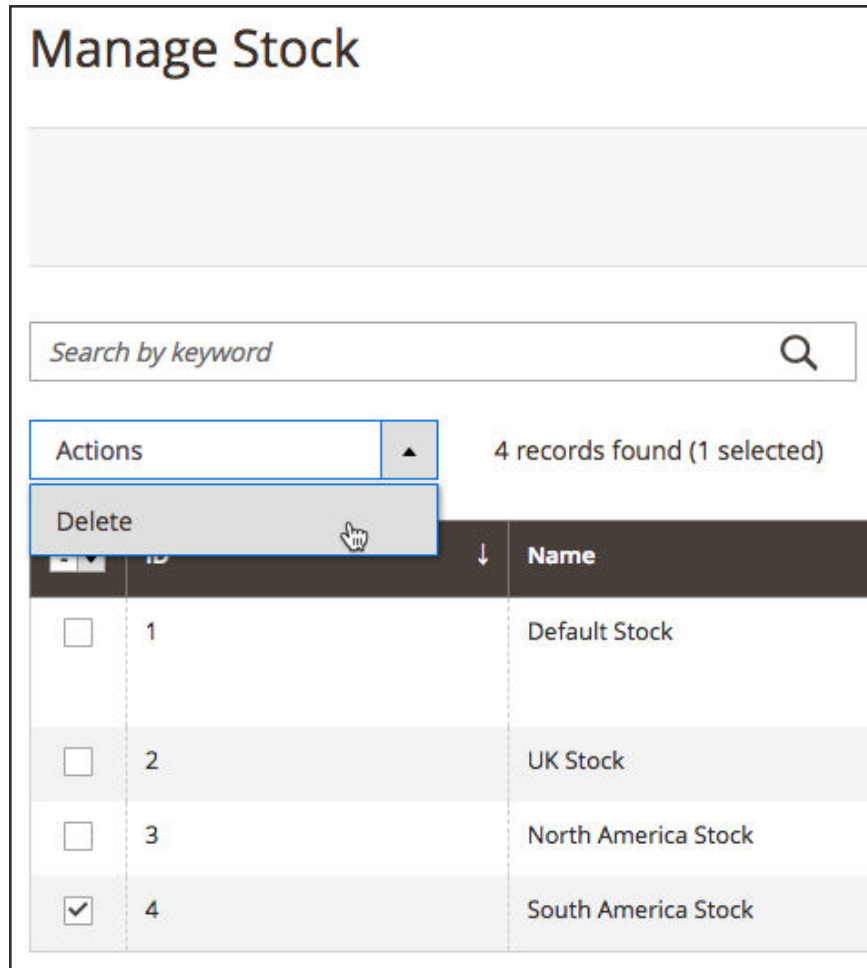 Manage Stock
Search by keyword
Actions
4 records found (1 selected)
Delete
ID
Name
1
Default Stock
2
UK Stock
3
North America Stock
4
South America Stock